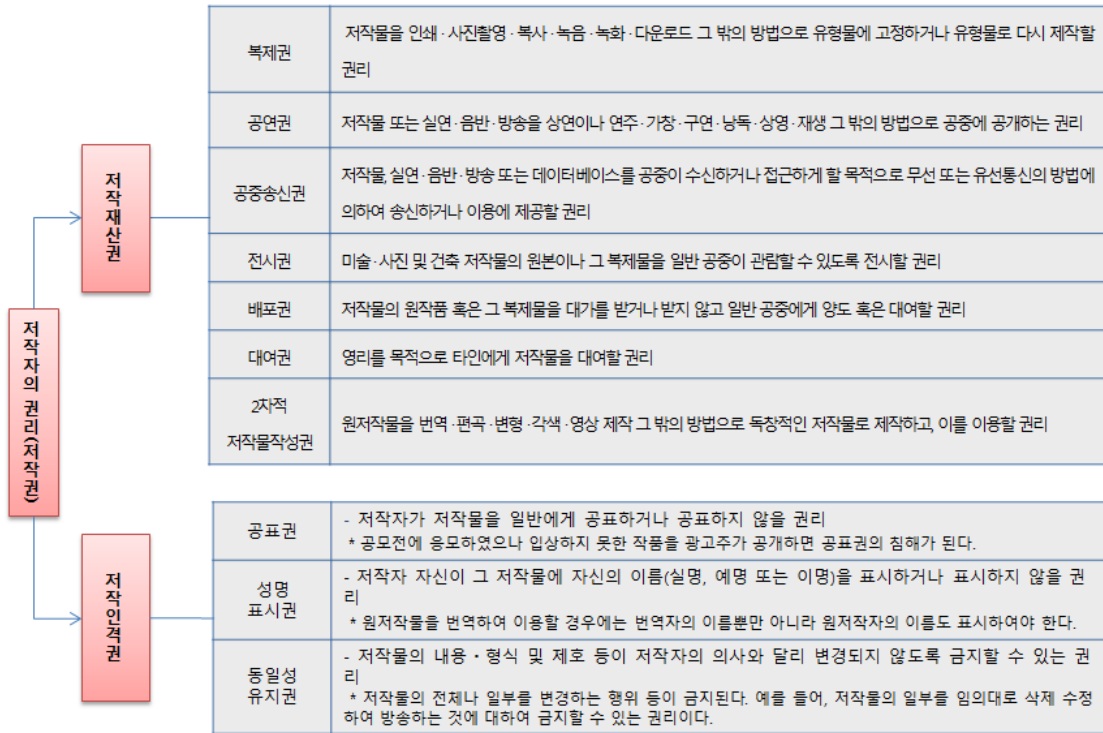 저작자의 권리(저작권)
저작재산권
복제권
저작물을 인쇄·사진촬영·복사·녹음·녹화·다운로드 그 밖의 방법으로 유형물에 고정하거나 유형물로 다시 제작할
권리
공연권
저작물 또는 실연·음반·방송을 상연이나 연주·가창·구연·낭독·상영·재생 그 밖의 방법으로 공중에 공개하는 권리
공중송신권
저작물, 실연·음반·방송 또는 데이터베이스를 공중이 수신하거나 접근하게 할 목적으로 무선 또는 유선통신의 방법에
의하여 송신하거나 이용에 제공할 권리
전시권
미술·사진 및 건축 저작물의 원본이나 그 복제물을 일반 공중이 관람할 수 있도록 전시할 권리
배포권
저작물의 원작품 혹은 그 복제물을 대가를 받거나 받지 않고 일반 공중에게 양도 혹은 대여할 권리
대여권
영리를 목적으로 타인에게 저작물을 대여할 권리
2차적
저작물작성권
원저작물을 번역·편곡·변형·각색·영상 제작 그 밖의 방법으로 독창적인 저작물로 제작하고, 이를 이용할 권리
저작인격권
공표권
- 저작자가 저작물을 일반에게 공표하거나 공표하지 않을 권리
* 공모전에 응모하였으나 입상하지 못한 작품을 광고주가 공개하면 공표권의 침해가 된다.
성명
표시권
- 저작자 자신이 그 저작물에 자신의 이름(실명, 예명 또는 이명)을 표시하거나 표시하지 않을 권
리
* 원저작물을 번역하여 이용할 경우에는 번역자의 이름뿐만 아니라 원저작자의 이름도 표시하여야 한다.
동일성
유지권
- 저작물의 내용·형식 및 제호 등이 저작자의 의사와 달리 변경되지 않도록 금지할 수 있는 권
리
* 저작물의 전체나 일부를 변경하는 행위 등이 금지된다. 예를 들어, 저작물의 일부를 임의대로 삭제 수정
하여 방송하는 것에 대하여 금지할 수 있는 권리이다.